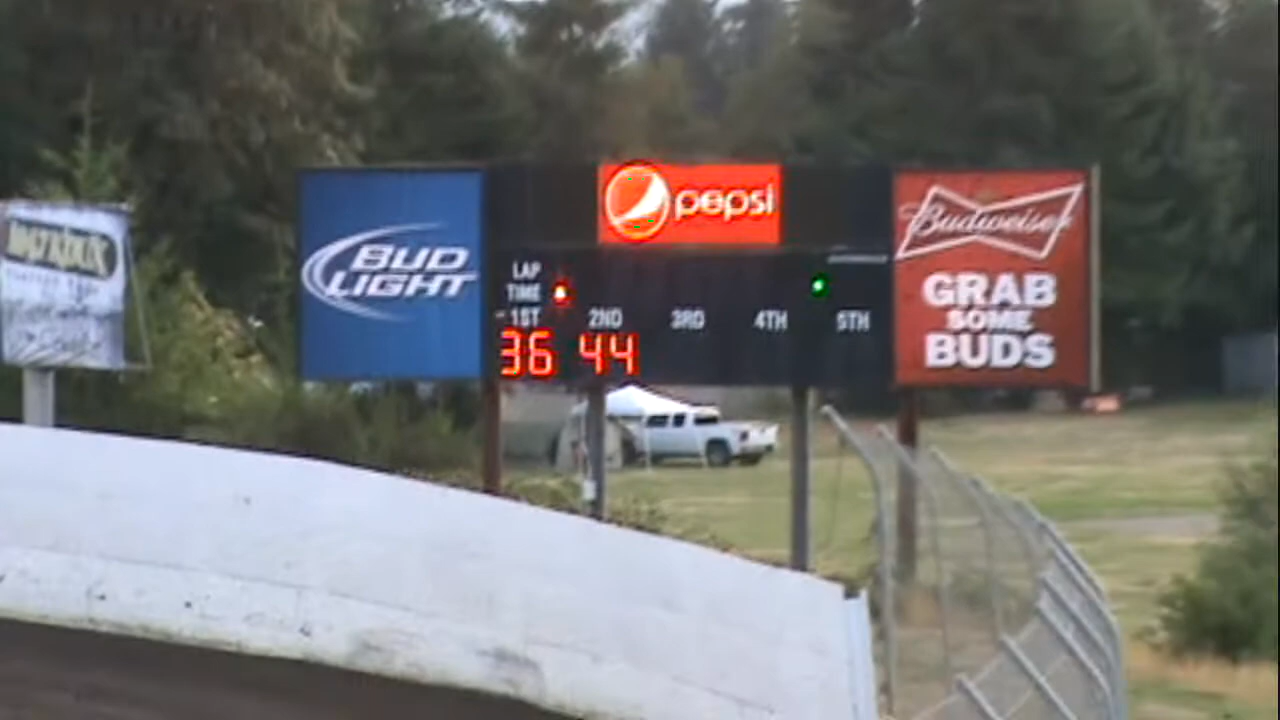 pepsi
BUD
LIGHT
Budweiser
GRAB
SOME
BUDS
LAP
TIME
1ST 2ND 3RD 4TH 5TH
36 44